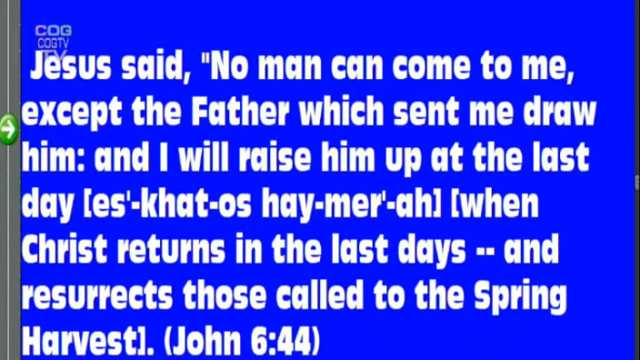 COG
COGTV
TV
Jesus said, "No man can come to me,
except the Father which sent me draw
him: and I will raise him up at the last
day [es'-khat-os hay-mer'-ah] [when
Christ returns in the last days -- and
resurrects those called to the Spring
Harvest]. (John 6:44)